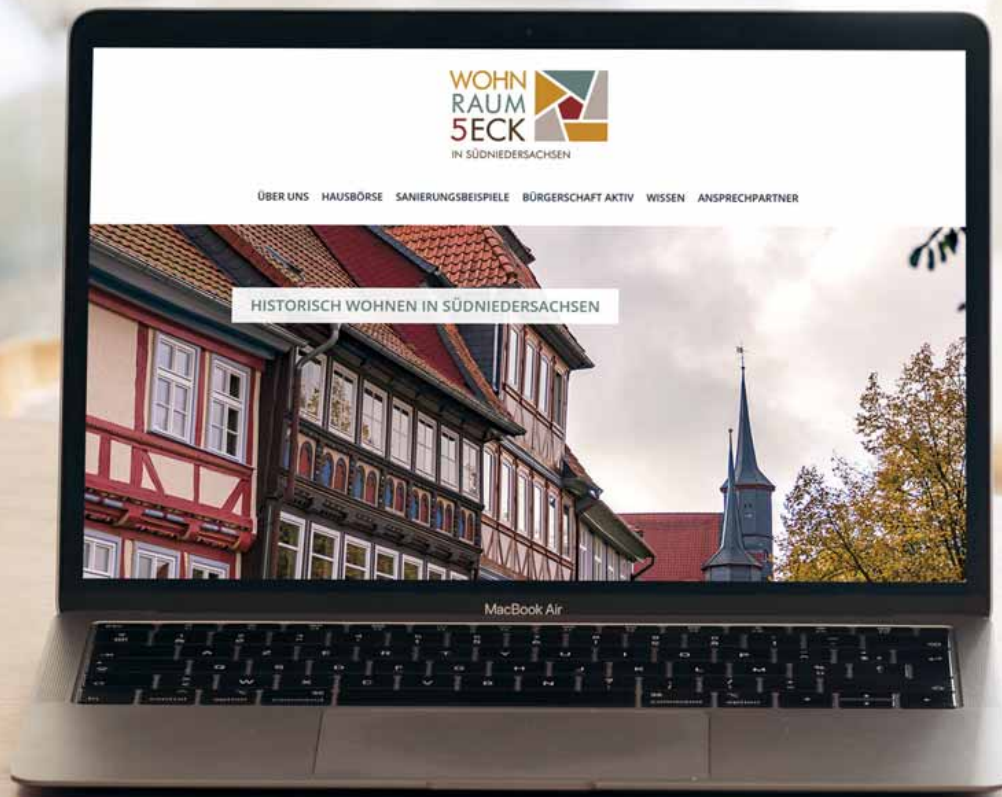 WOHN
RAUM
5ECK
IN SÜDNIEDERSACHSEN
ÜBER UNS HAUSBÖRSE SANIERUNGSBEISPIELE BÜRGERSCHAFT AKTIV WISSEN ANSPRECHPARTNER
HISTORISCH WOHNEN IN SÜDNIEDERSACHSEN
MacBook Air